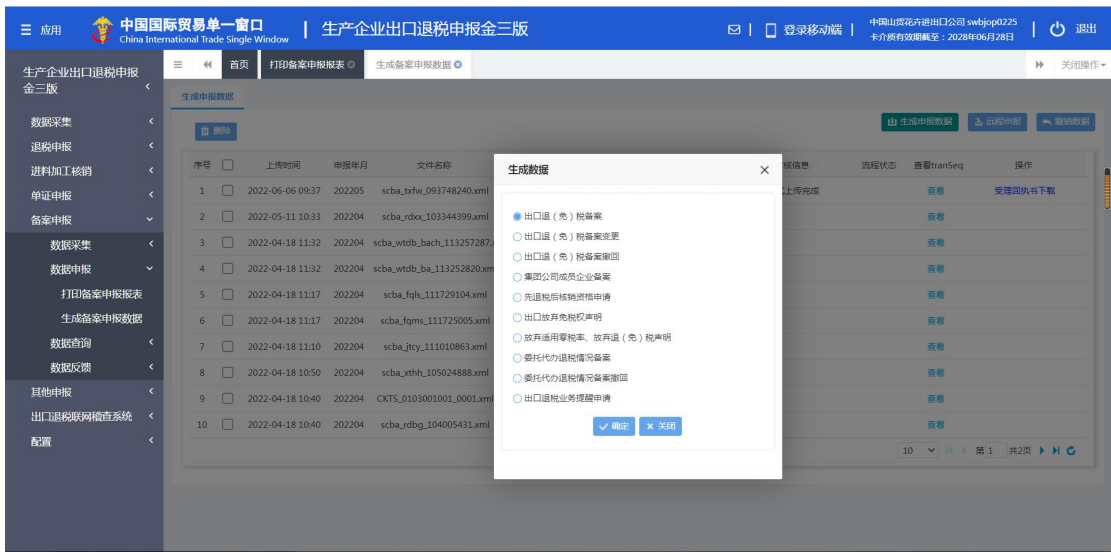 应用
中国国际贸易单一窗口
China International Trade Single Window
生产企业出口退税申报金三版
登录移动端
中国山货花卉进出口公司 swbjop0225
卡介质有效期截至：2028年06月28日
退出
生产企业出口退税申报
金三版
首页
打印备案申报报表
生成备案申报数据
关闭操作
数据采集
退税申报
进料加工核销
单证申报
备案申报
数据采集
数据申报
打印备案申报报表
生成备案申报数据
数据查询
数据反馈
其他申报
出口退税联网稽查系统
配置
生成申报数据
删除
生成申报数据
远程申报
撤销数据
序号 上传时间 申报年月 文件名称 核信息 流程状态 查看tranSeq 操作
1 2022-06-06 09:37 202205 scba_txfw_093748240.xml 上传完成 查看 受理回执书下载
2 2022-05-11 10:33 202204 scba_rdxx_103344399.xml 查看
3 2022-04-18 11:32 202204 scba_wtdb_bach_113257287.x 查看
4 2022-04-18 11:32 202204 scba_wtdb_ba_113252820.xm 查看
5 2022-04-18 11:17 202204 scba_fqls_111729104.xml 查看
6 2022-04-18 11:17 202204 scba_fqms_111725005.xml 查看
7 2022-04-18 11:10 202204 scba_jtcy_111010863.xml 查看
8 2022-04-18 10:50 202204 scba_xthh_105024888.xml 查看
9 2022-04-18 10:40 202204 CKTS_0103001001_0001.xml 查看
10 2022-04-18 10:40 202204 scba_rdbg_104005431.xml 查看
10 第 1 共2页
生成数据
出口退（免）税备案
出口退（免）税备案变更
出口退（免）税备案撤回
集团公司成员企业备案
先退税后核销资格申请
出口放弃免税权声明
放弃适用零税率、放弃退（免）税声明
委托代办退税情况备案
委托代办退税情况备案撤回
出口退税业务提醒申请
确定
关闭